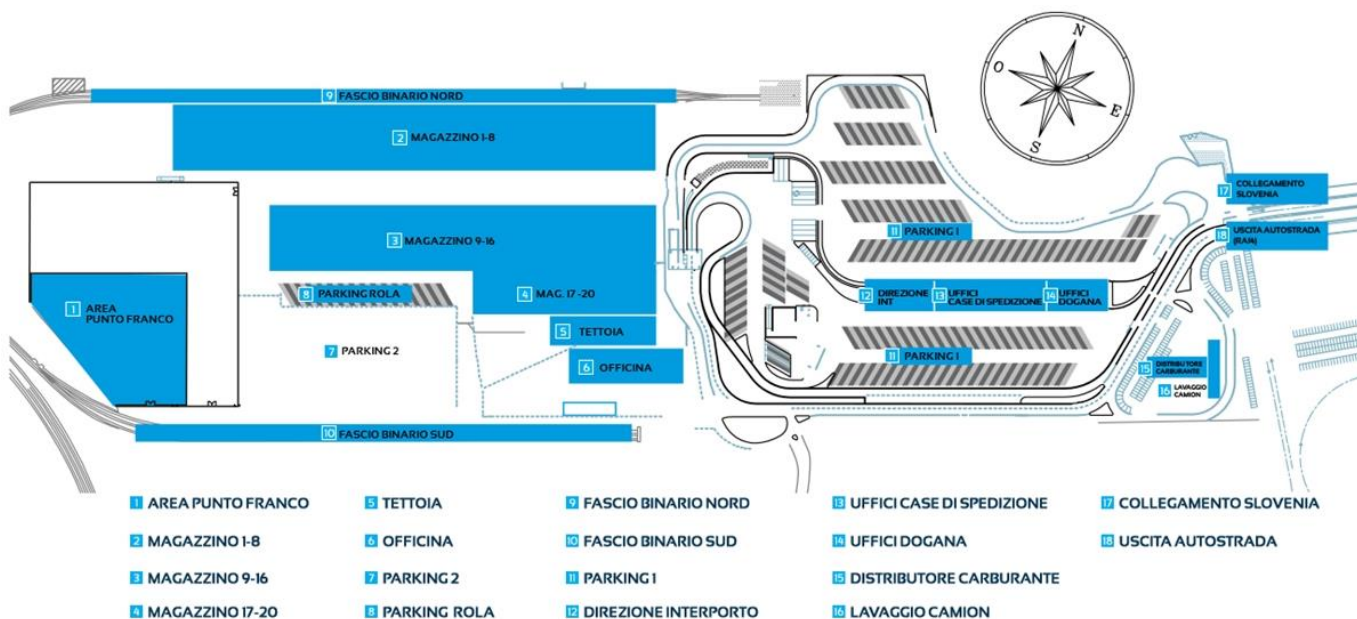 N
O
E
S
9 FASCIO BINARIO NORD
2 MAGAZZINO 1-8
17 COLLEGAMENTO
SLOVENIA
3 MAGAZZINO 9-16
11 PARKING 1
18 USCITA AUTOSTRADA
(RA14)
1 AREA
PUNTO FRANCO
8 PARKING ROLA
4 MAG. 17-20
12 DIREZIONE
INT
13 UFFICI
CASE DI SPEDIZIONE
14 UFFICI
DOGANA
5 TETTOIA
7 PARKING 2
11 PARKING 1
6 OFFICINA
15 DISTRIBUTORE
CARBURANTE
16 LAVAGGIO
CAMION
10 FASCIO BINARIO SUD
1 AREA PUNTO FRANCO
2 MAGAZZINO 1-8
3 MAGAZZINO 9-16
4 MAGAZZINO 17-20
5 TETTOIA
6 OFFICINA
7 PARKING 2
8 PARKING ROLA
9 FASCIO BINARIO NORD
10 FASCIO BINARIO SUD
11 PARKING 1
12 DIREZIONE INTERPORTO
13 UFFICI CASE DI SPEDIZIONE
14 UFFICI DOGANA
15 DISTRIBUTORE CARBURANTE
16 LAVAGGIO CAMION
17 COLLEGAMENTO SLOVENIA
18 USCITA AUTOSTRADA